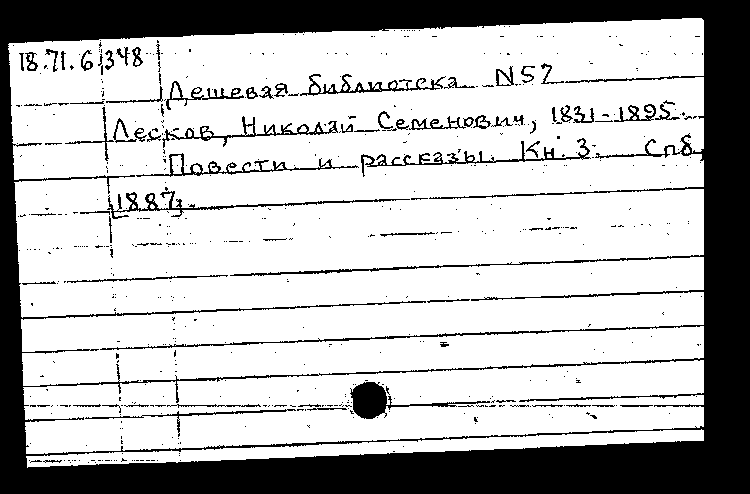 18.71.6.348
Дешевая библиотека. N57
Лесков, Николай Семенович, 1831-1895.
Повести и рассказы. Кн. 3. Спб,
[1887].